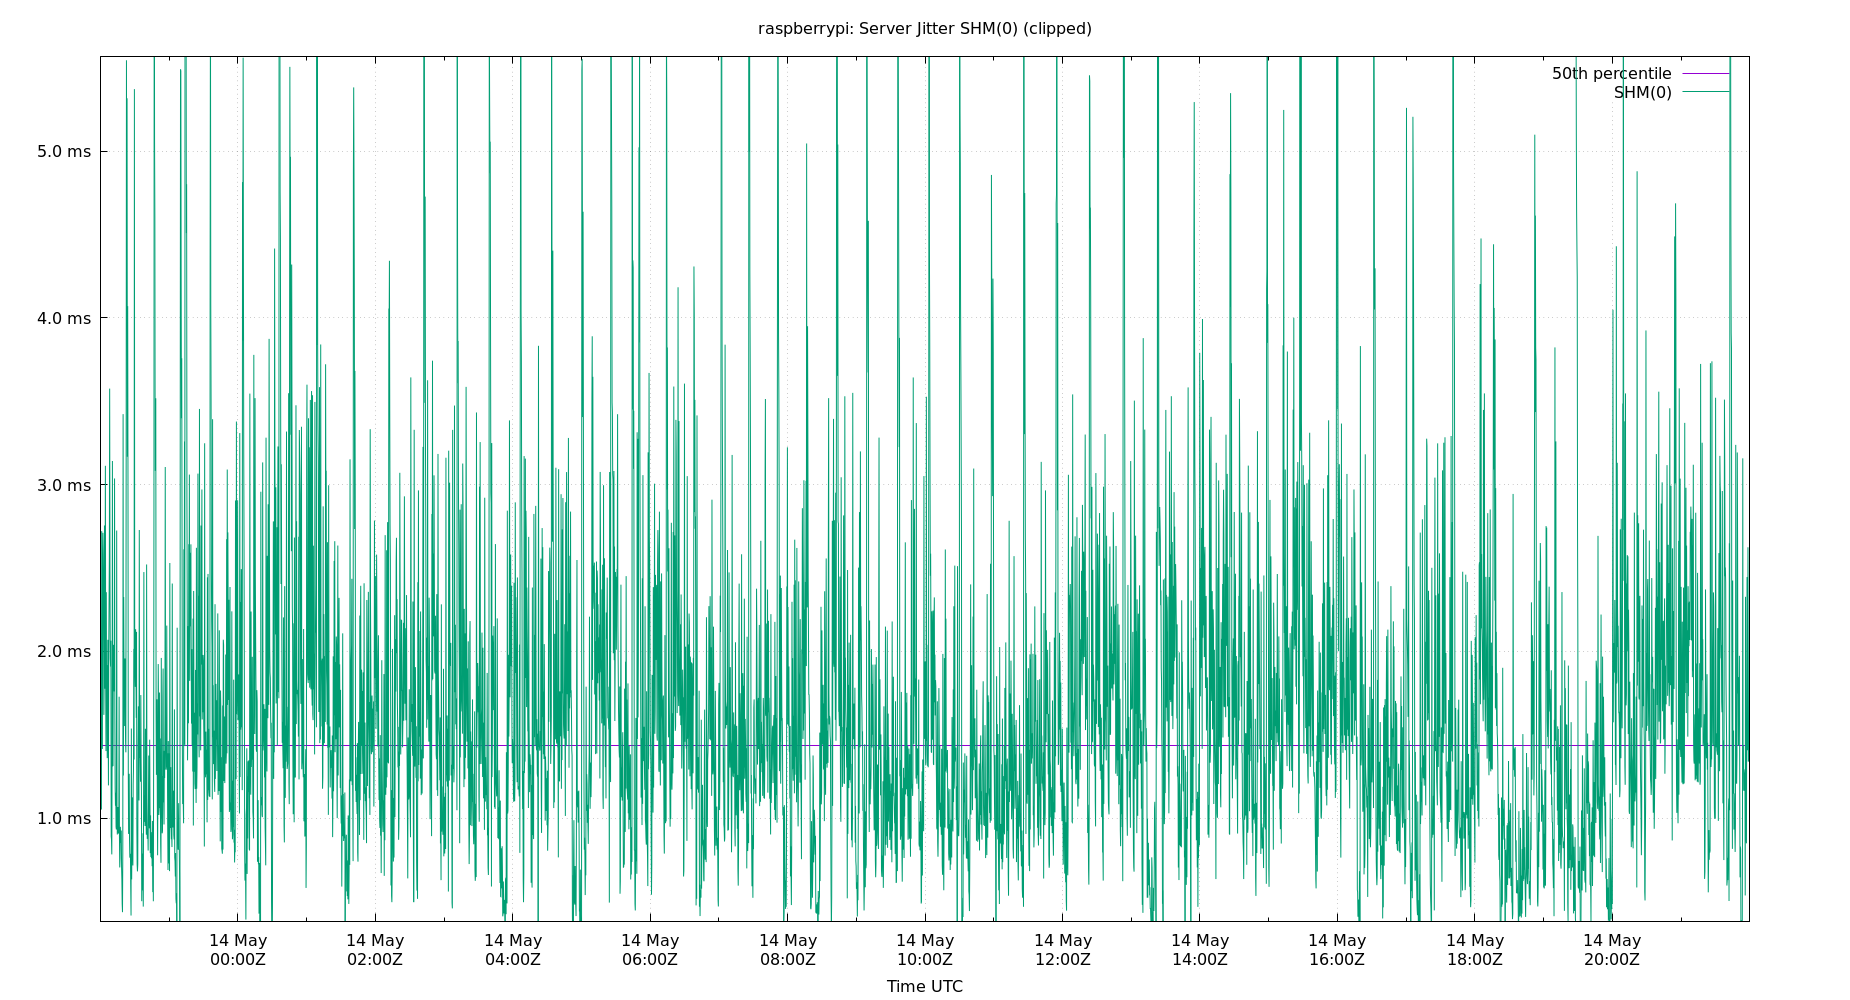 raspberrypi: Server Jitter SHM(0) (clipped)
50th percentile
SHM(0)
5.0 ms
4.0 ms
3.0 ms
2.0 ms
1.0 ms
14 May 14 May 14 May 14 May 14 May 14 May 14 May 14 May 14 May 14 May 14 May
00:00Z 02:00Z 04:00Z 06:00Z 08:00Z 10:00Z 12:00Z 14:00Z 16:00Z 18:00Z 20:00Z
Time UTC